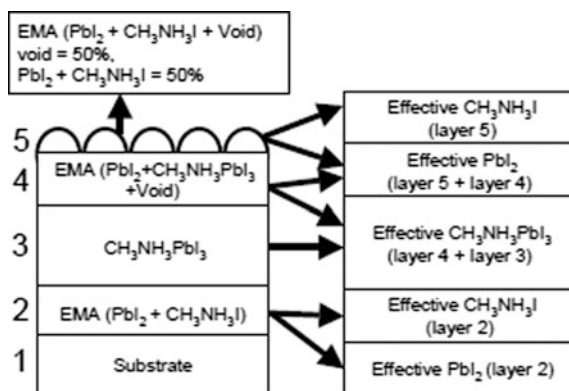 EMA (PbI₂ + CH₃NH₃I + Void)
void = 50%,
PbI₂ + CH₃NH₃I = 50%
5
4
EMA (PbI₂+CH₃NH₃PbI₃
+Void)
3
CH₃NH₃PbI₃
2
EMA (PbI₂ + CH₃NH₃I)
1
Substrate
Effective CH₃NH₃I
(layer 5)
Effective PbI₂
(layer 5 + layer 4)
Effective CH₃NH₃PbI₃
(layer 4 + layer 3)
Effective CH₃NH₃I
(layer 2)
Effective PbI₂ (layer 2)